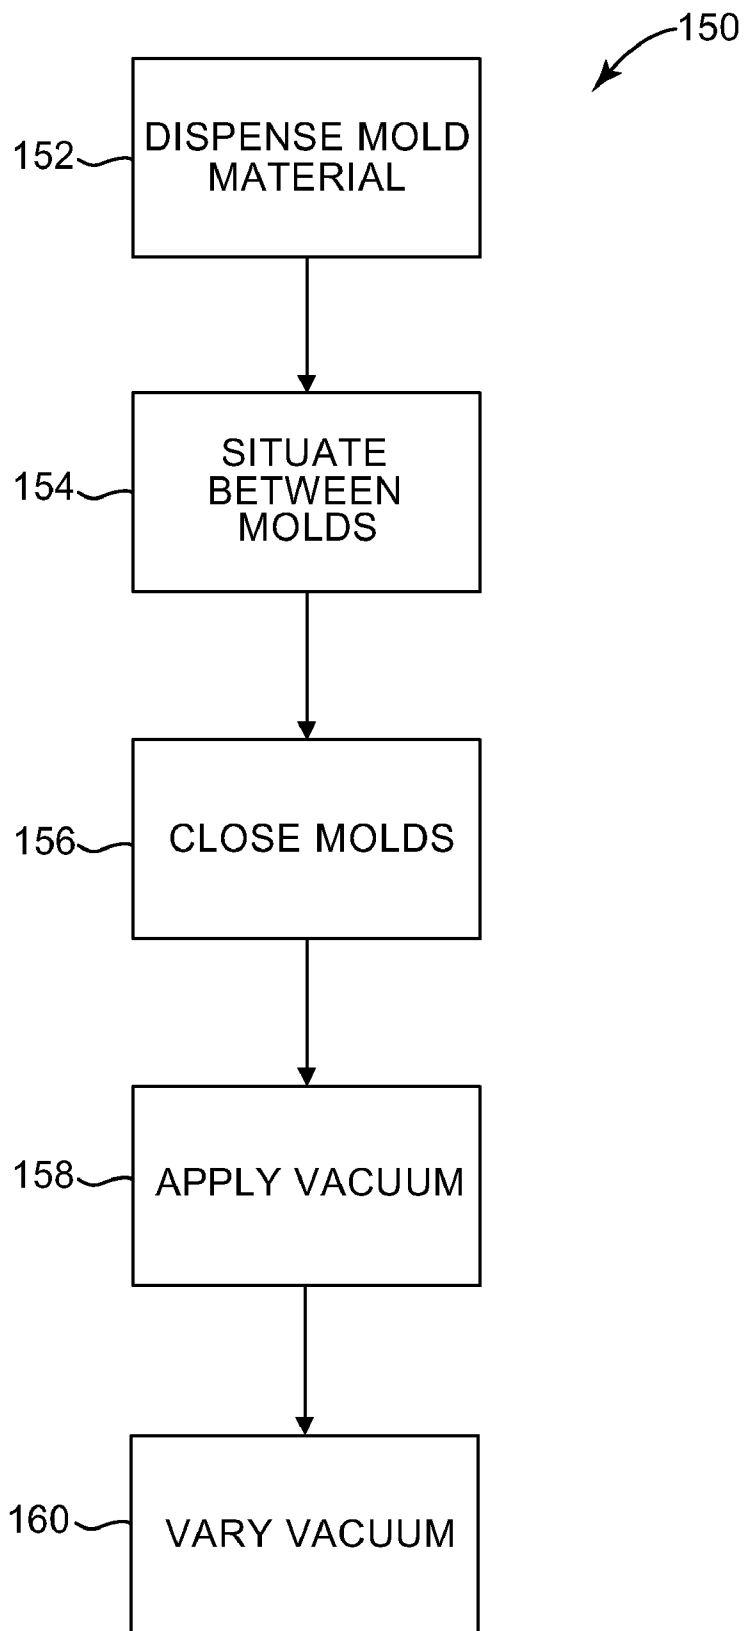 150
152
DISPENSE MOLD
MATERIAL
154
SITUATE
BETWEEN
MOLDS
156
CLOSE MOLDS
158
APPLY VACUUM
160
VARY VACUUM